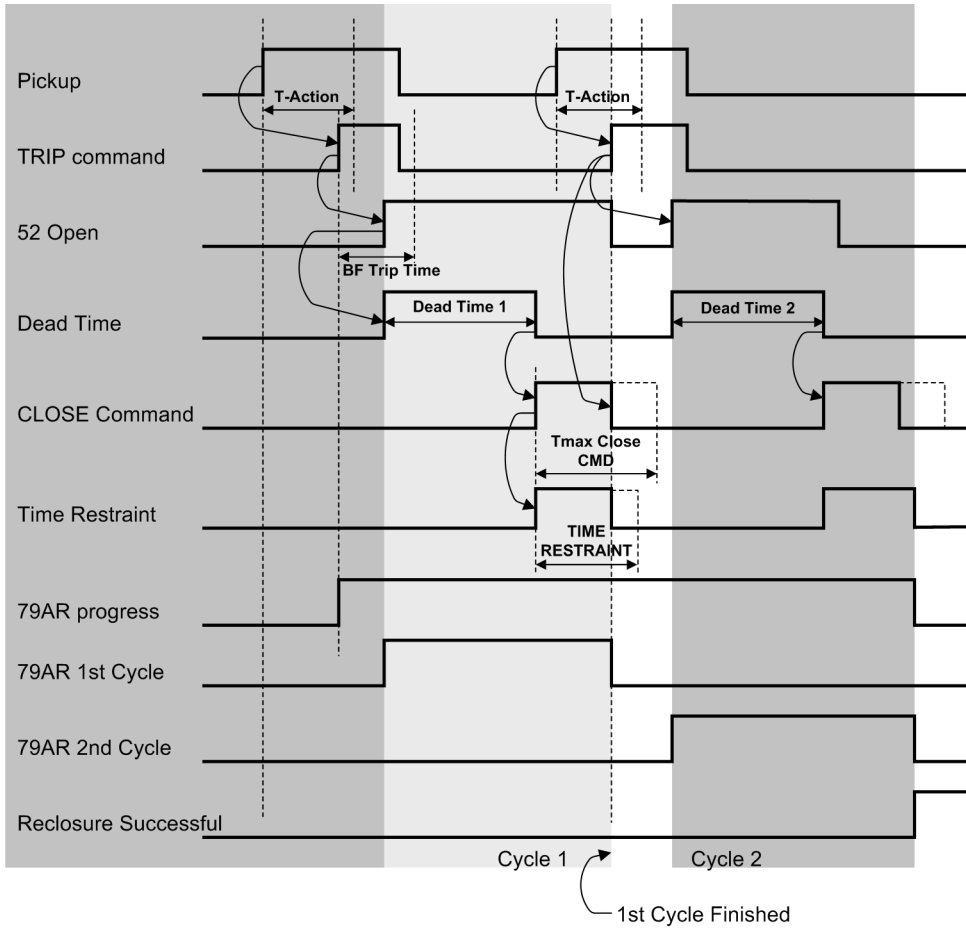 Pickup
T-Action
T-Action
TRIP command
52 Open
BF Trip Time
Dead Time
Dead Time 1
Dead Time 2
CLOSE Command
Tmax Close
CMD
Time Restraint
TIME
RESTRAINT
79AR progress
79AR 1st Cycle
79AR 2nd Cycle
Reclosure Successful
Cycle 1
Cycle 2
1st Cycle Finished